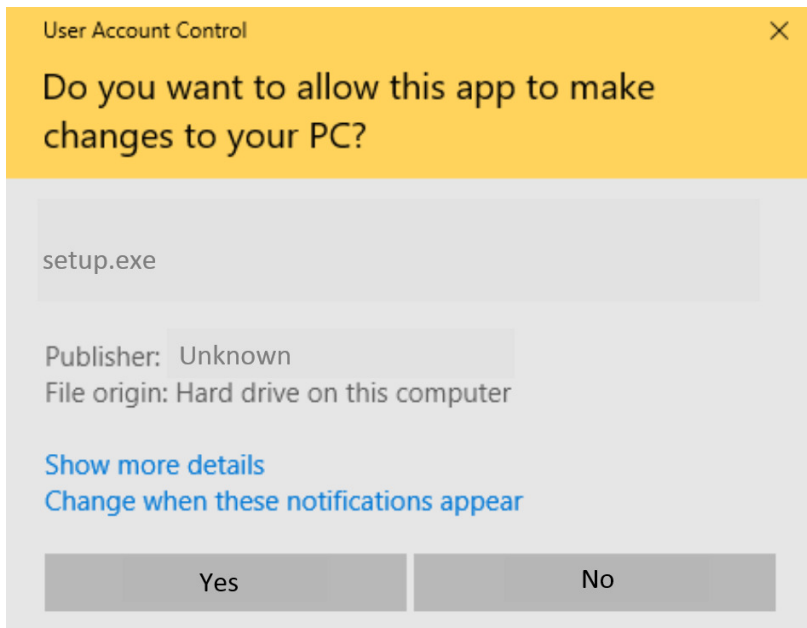 User Account Control
Do you want to allow this app to make
changes to your PC?
setup.exe
Publisher: Unknown
File origin: Hard drive on this computer
Show more details
Change when these notifications appear
Yes
No